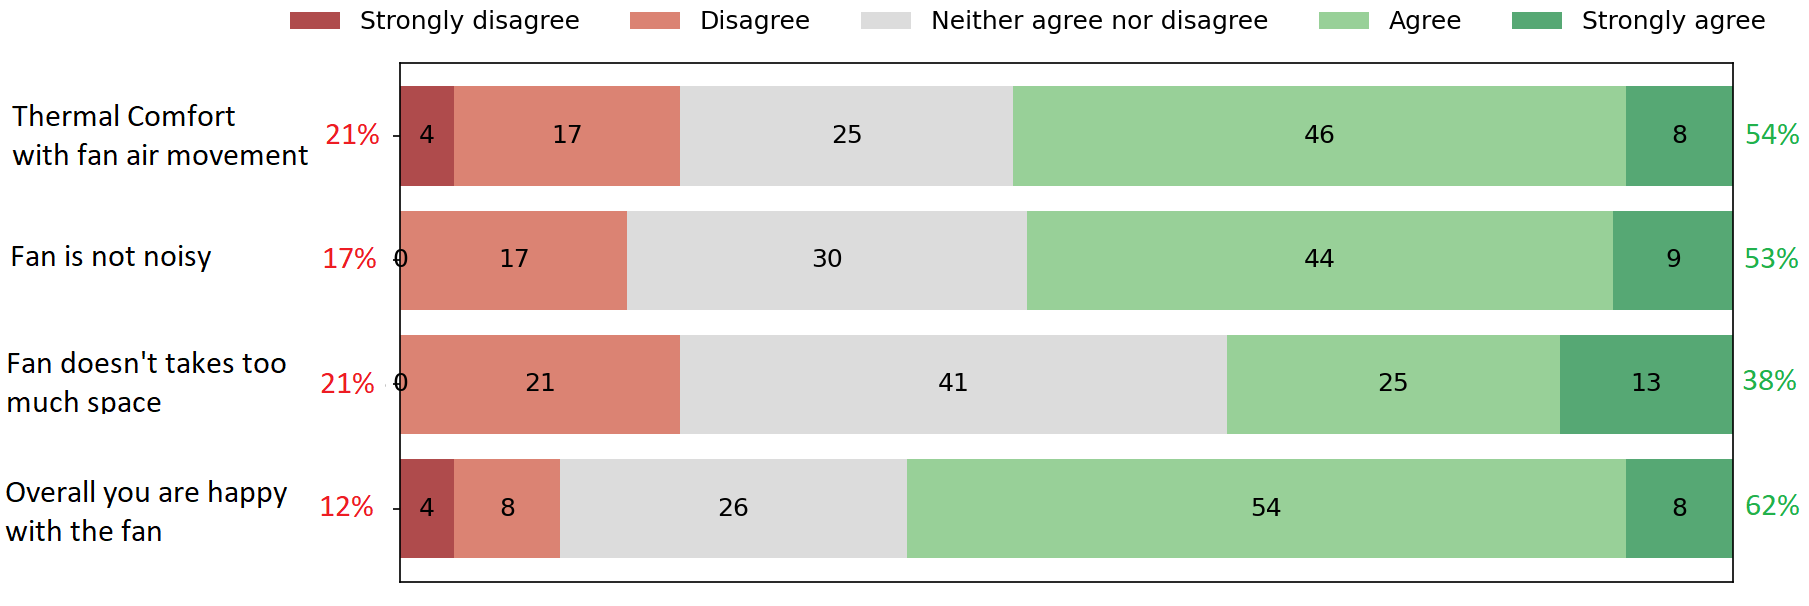 Strongly disagree Disagree Neither agree nor disagree Agree Strongly agree
Thermal Comfort
with fan air movement
21% 4 17 25 46 8 54%
Fan is not noisy
17% 0 17 30 44 9 53%
Fan doesn't takes too
much space
21% 0 21 41 25 13 38%
Overall you are happy
with the fan
12% 4 8 26 54 8 62%